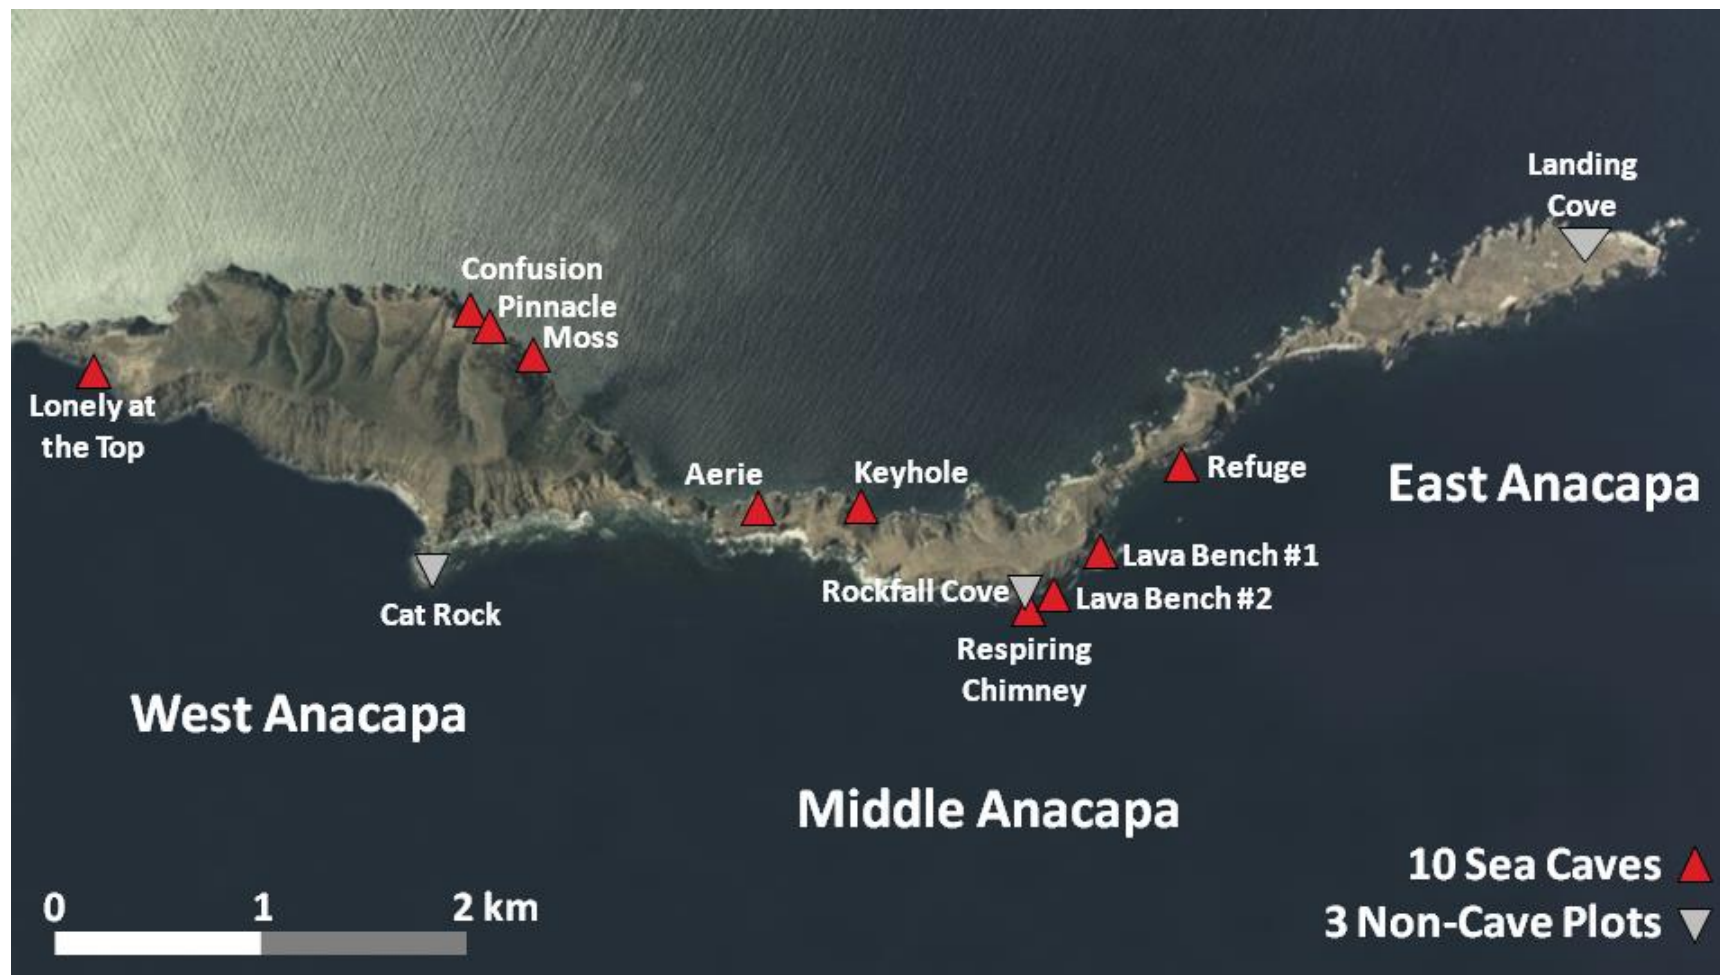 Landing
Cove
Confusion
Pinnacle
Moss
Lonely at
the Top
Aerie
Keyhole
Refuge
East Anacapa
Lava Bench #1
Rockfall Cove
Lava Bench #2
Cat Rock
Respiring
Chimney
West Anacapa
Middle Anacapa
10 Sea Caves
3 Non-Cave Plots
0 1 2 km